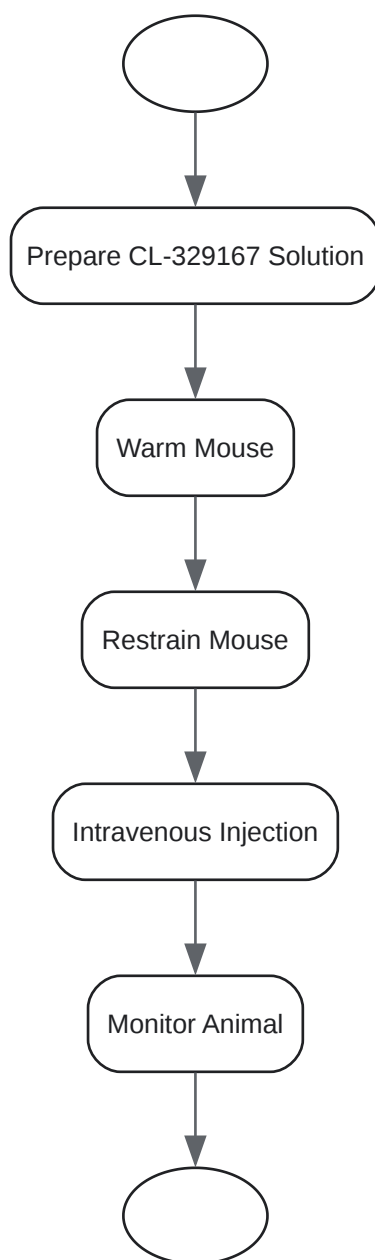 Prepare CL-329167 Solution
Warm Mouse
Restrain Mouse
Intravenous Injection
Monitor Animal